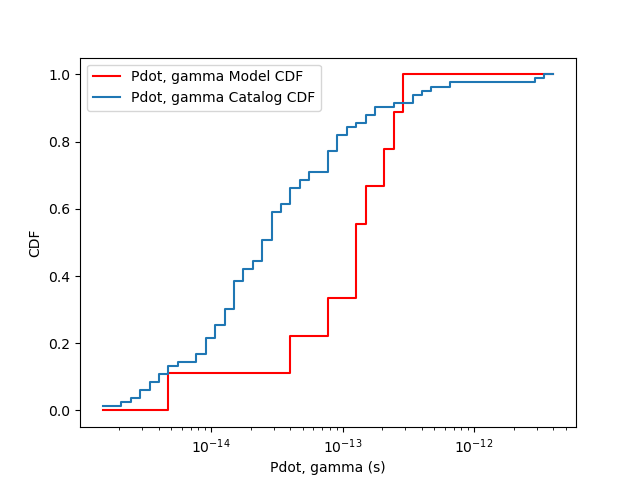 Pdot, gamma Model CDF
Pdot, gamma Catalog CDF
1.0
0.8
0.6
0.4
0.2
0.0
CDF
10⁻¹⁴
10⁻¹³
10⁻¹²
Pdot, gamma (s)